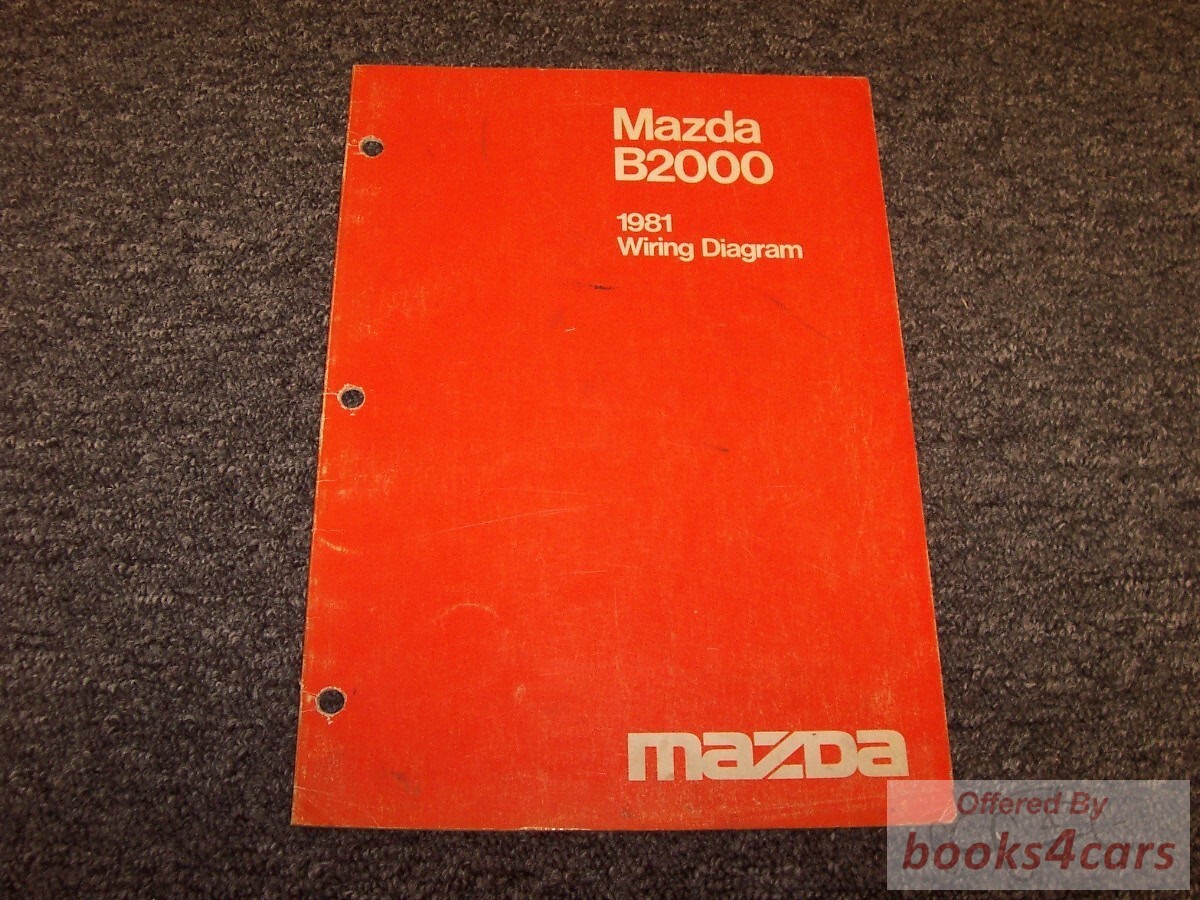 Mazda
B2000
1981
Wiring Diagram
mazda
Offered By
books4cars